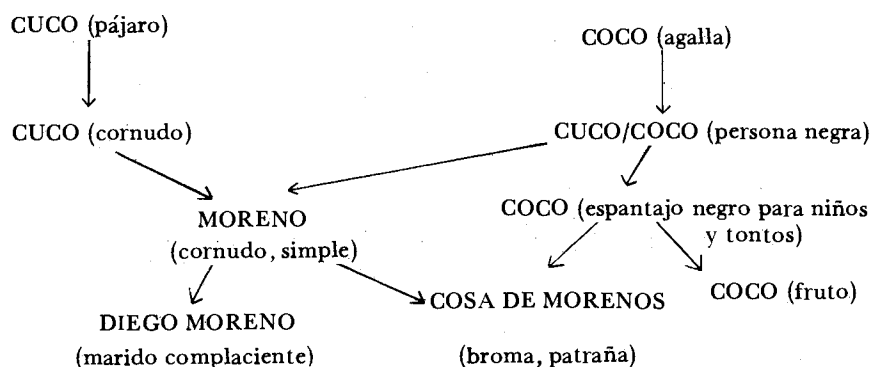 CUCO (pájaro)
COCO (agalla)
CUCO (cornudo)
CUCO/COCO (persona negra)
MORENO
(cornudo, simple)
COCO (espantajo negro para niños
y tontos)
DIEGO MORENO
(marido complaciente)
COSA DE MORENOS
(broma, patraña)
COCO (fruto)